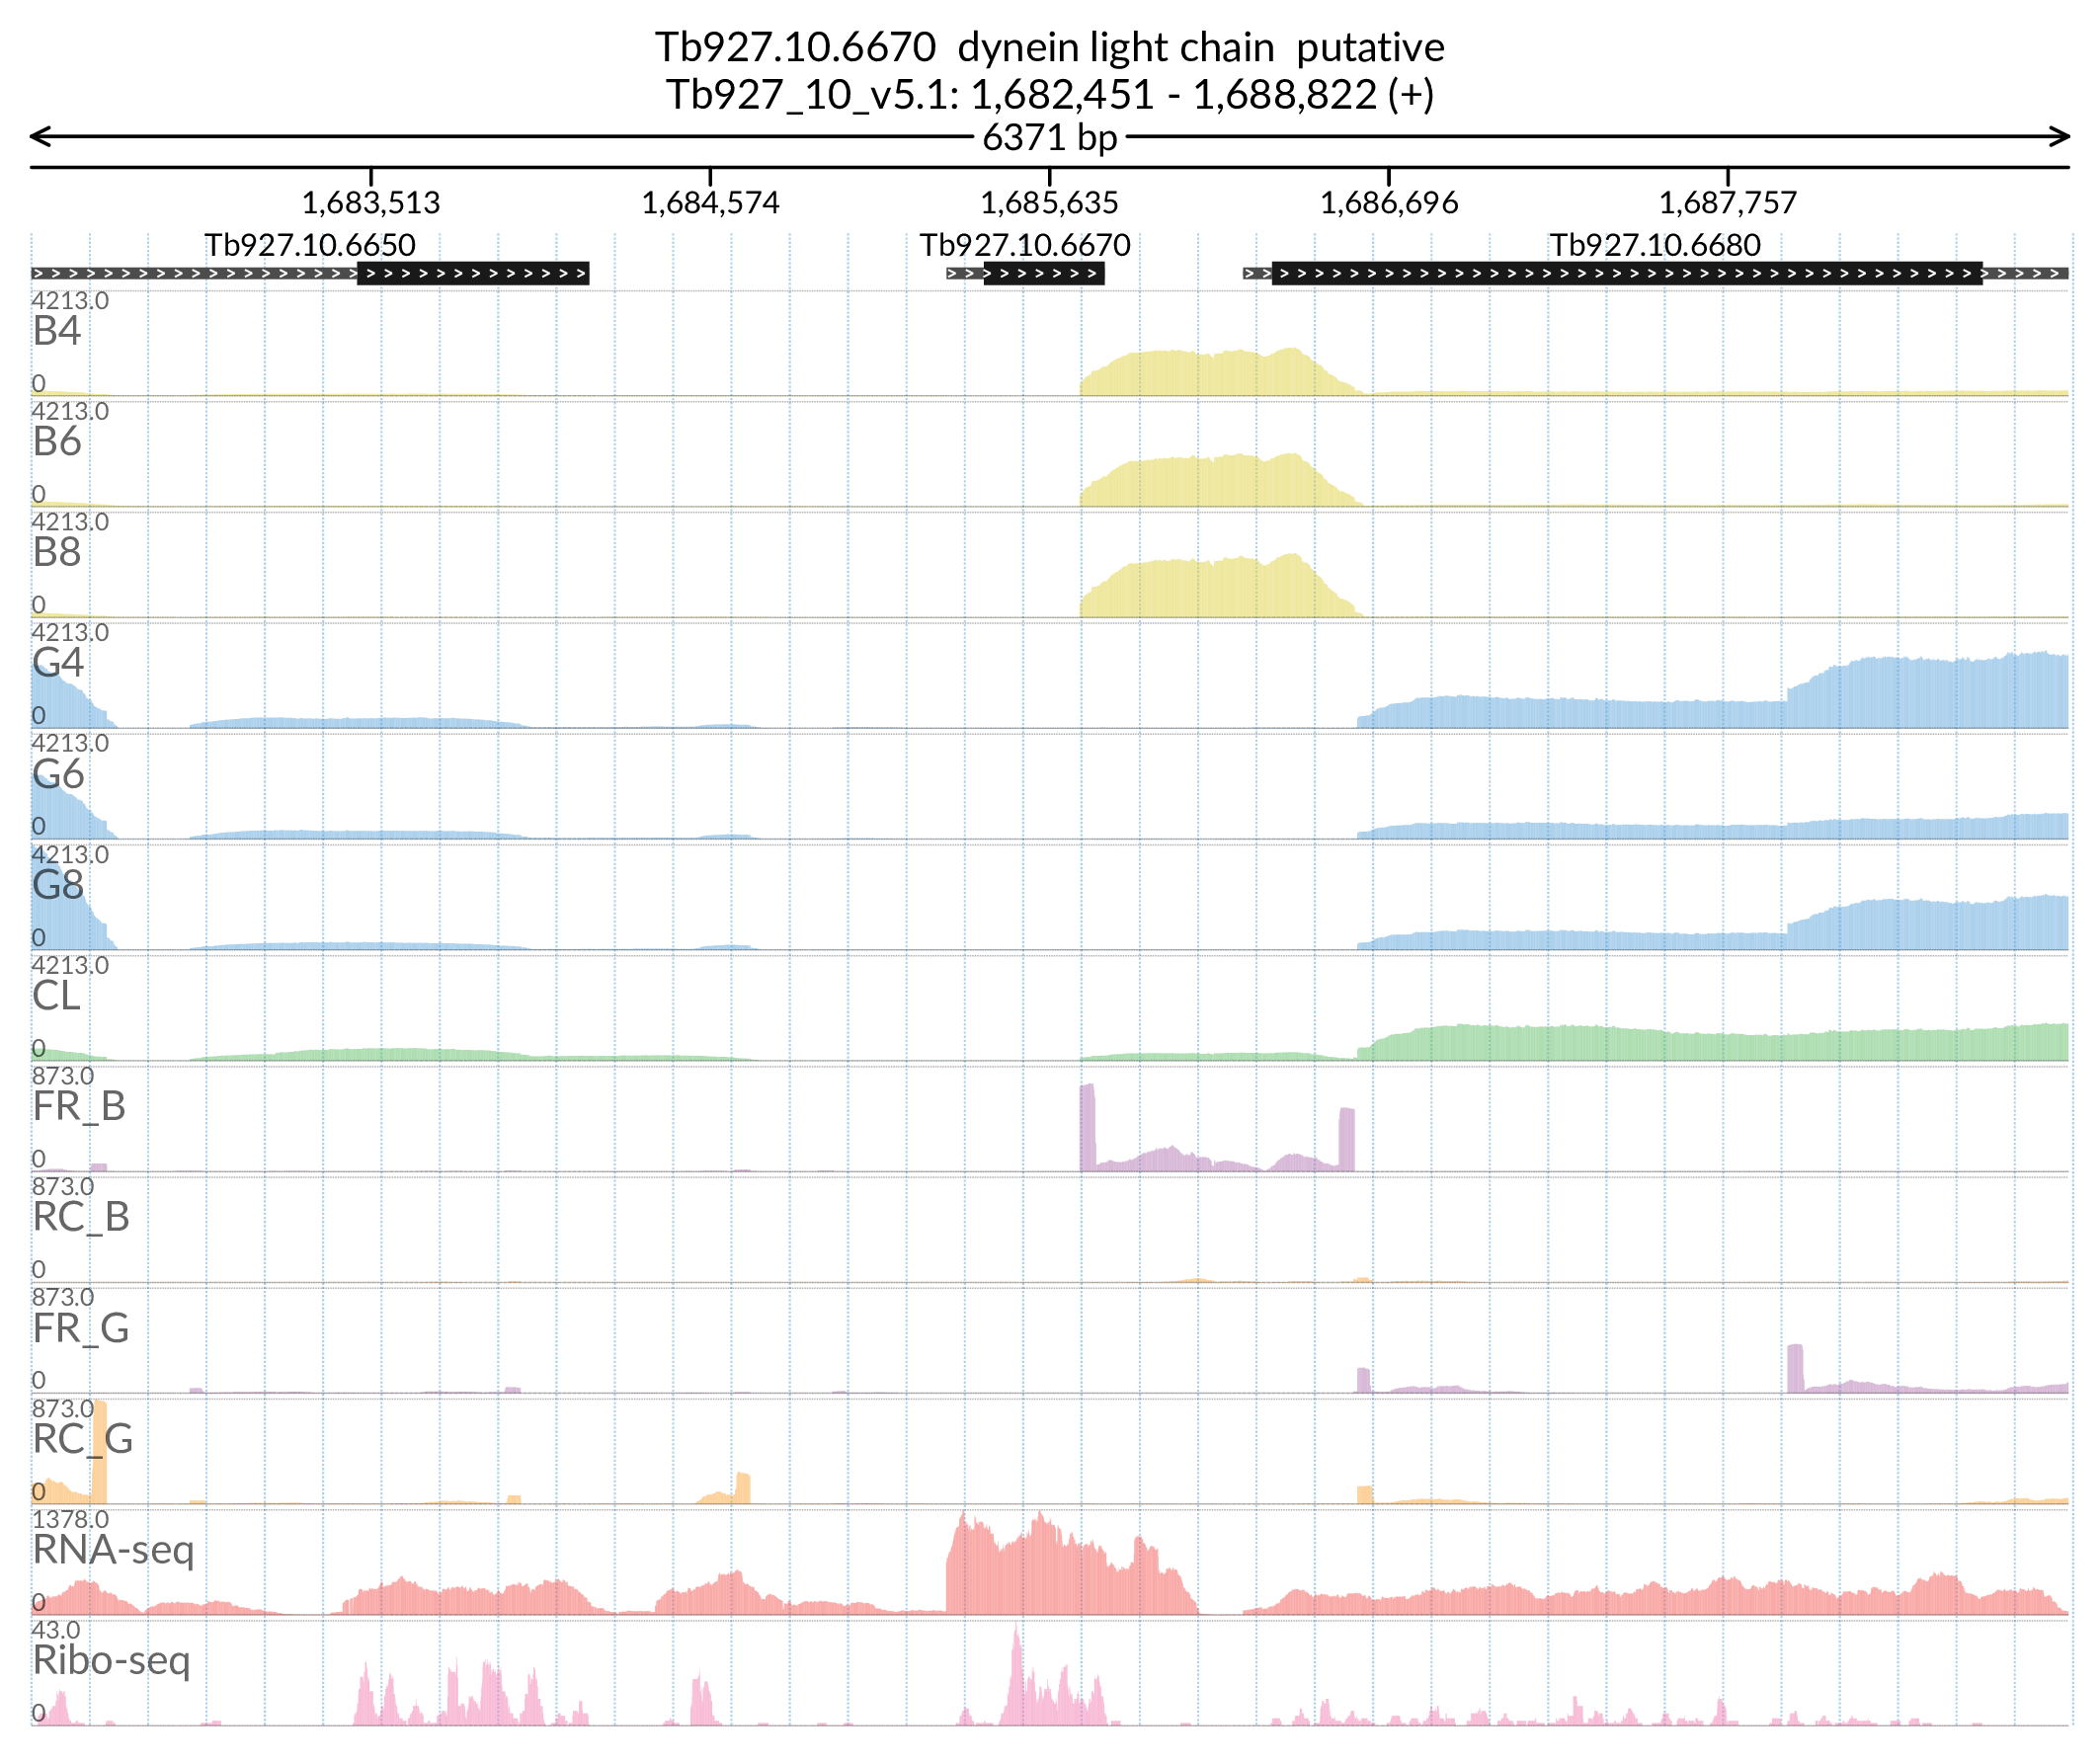 Tb927.10.6670  dynein light chain  putative
Tb927_10_v5.1: 1,682,451 - 1,688,822 (+)
6371 bp
1,683,513 1,684,574 1,685,635 1,686,696 1,687,757
Tb927.10.6650 Tb927.10.6670 Tb927.10.6680
4213.0
B4
0
4213.0
B6
0
4213.0
B8
0
4213.0
G4
0
4213.0
G6
0
4213.0
G8
0
4213.0
CL
0
873.0
FR_B
0
873.0
RC_B
0
873.0
FR_G
0
873.0
RC_G
0
1378.0
RNA-seq
0
43.0
Ribo-seq
0